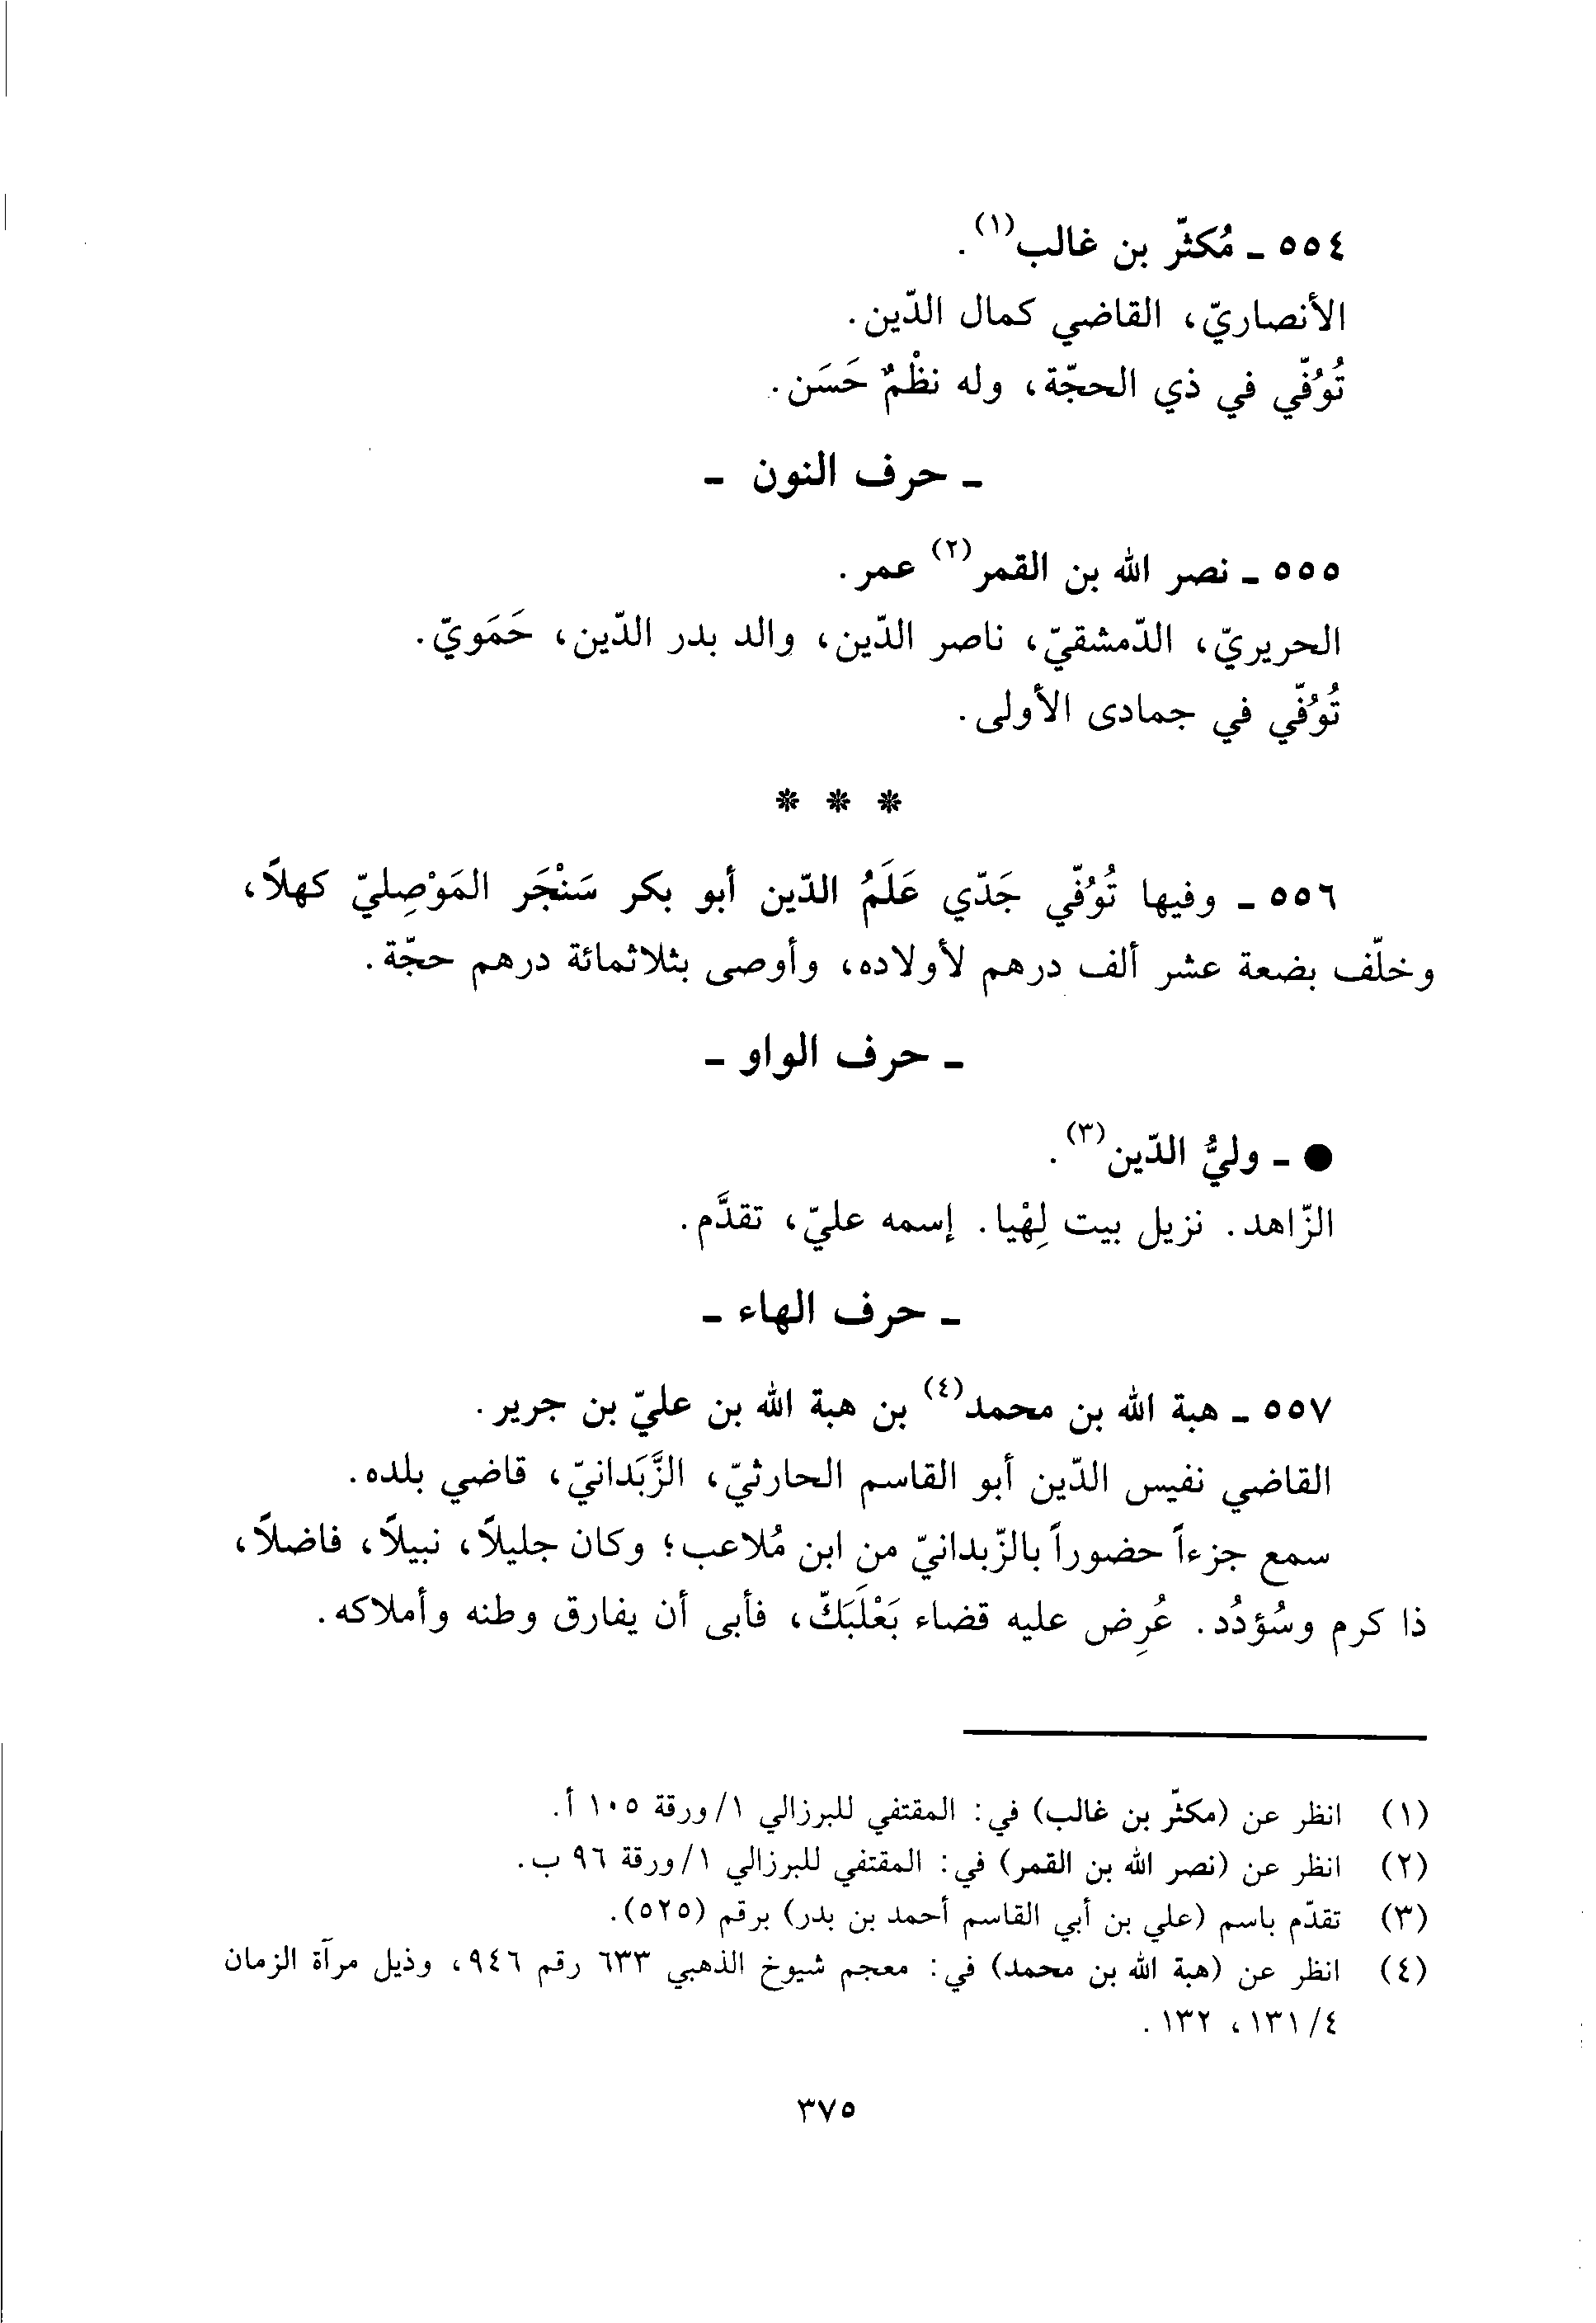 ٥٥٤ ـ مُكثّر بن غالب(١).
الأنصاريّ، القاضي كمال الدّين.
تُوُفّي في ذي الحجّة، وله نظْمٌ حَسَن.
ـ حرف النون ـ
٥٥٥ ـ نصر الله بن القمر(٢) عمر.
الحريريّ، الدّمشقيّ، ناصر الدّين، والد بدر الدّين، حَمَويّ.
تُوُفّي في جمادى الأولى.
* * *
٥٥٦ ـ وفيها تُوُفّي جَدّي عَلَمُ الدّين أبو بكر سَنْجَر المَوْصِليّ كهلاً،
وخلّف بضعة عشر ألف درهم لأولاده، وأوصى بثلاثمائة درهم حجّة.
ـ حرف الواو ـ
● ـ وليُّ الدّين(٣).
الزّاهد. نزيل بيت لِهْيا. إسمه عليّ، تقدَّم.
ـ حرف الهاء ـ
٥٥٧ ـ هبة الله بن محمد(٤) بن هبة الله بن عليّ بن جرير.
القاضي نفيس الدّين أبو القاسم الحارثيّ، الزَّبَدانيّ، قاضي بلده.
سمع جزءاً حضوراً بالزّبدانيّ من ابن مُلاعب؛ وكان جليلاً، نبيلاً، فاضلاً،
ذا كرم وسُؤدُد. عُرِض عليه قضاء بَعْلَبَكّ، فأبى أن يفارق وطنه وأملاكه.
(١) انظر عن (مكثّر بن غالب) في: المقتفي للبرزالي ١/ورقة ١٠٥ أ.
(٢) انظر عن (نصر الله بن القمر) في: المقتفي للبرزالي ١/ورقة ٩٦ ب.
(٣) تقدّم باسم (علي بن أبي القاسم أحمد بن بدر) برقم (٥٢٥).
(٤) انظر عن (هبة الله بن محمد) في: معجم شيوخ الذهبي ٦٣٣ رقم ٩٤٦، وذيل مرآة الزمان
٤/١٣١، ١٣٢.
٣٧٥